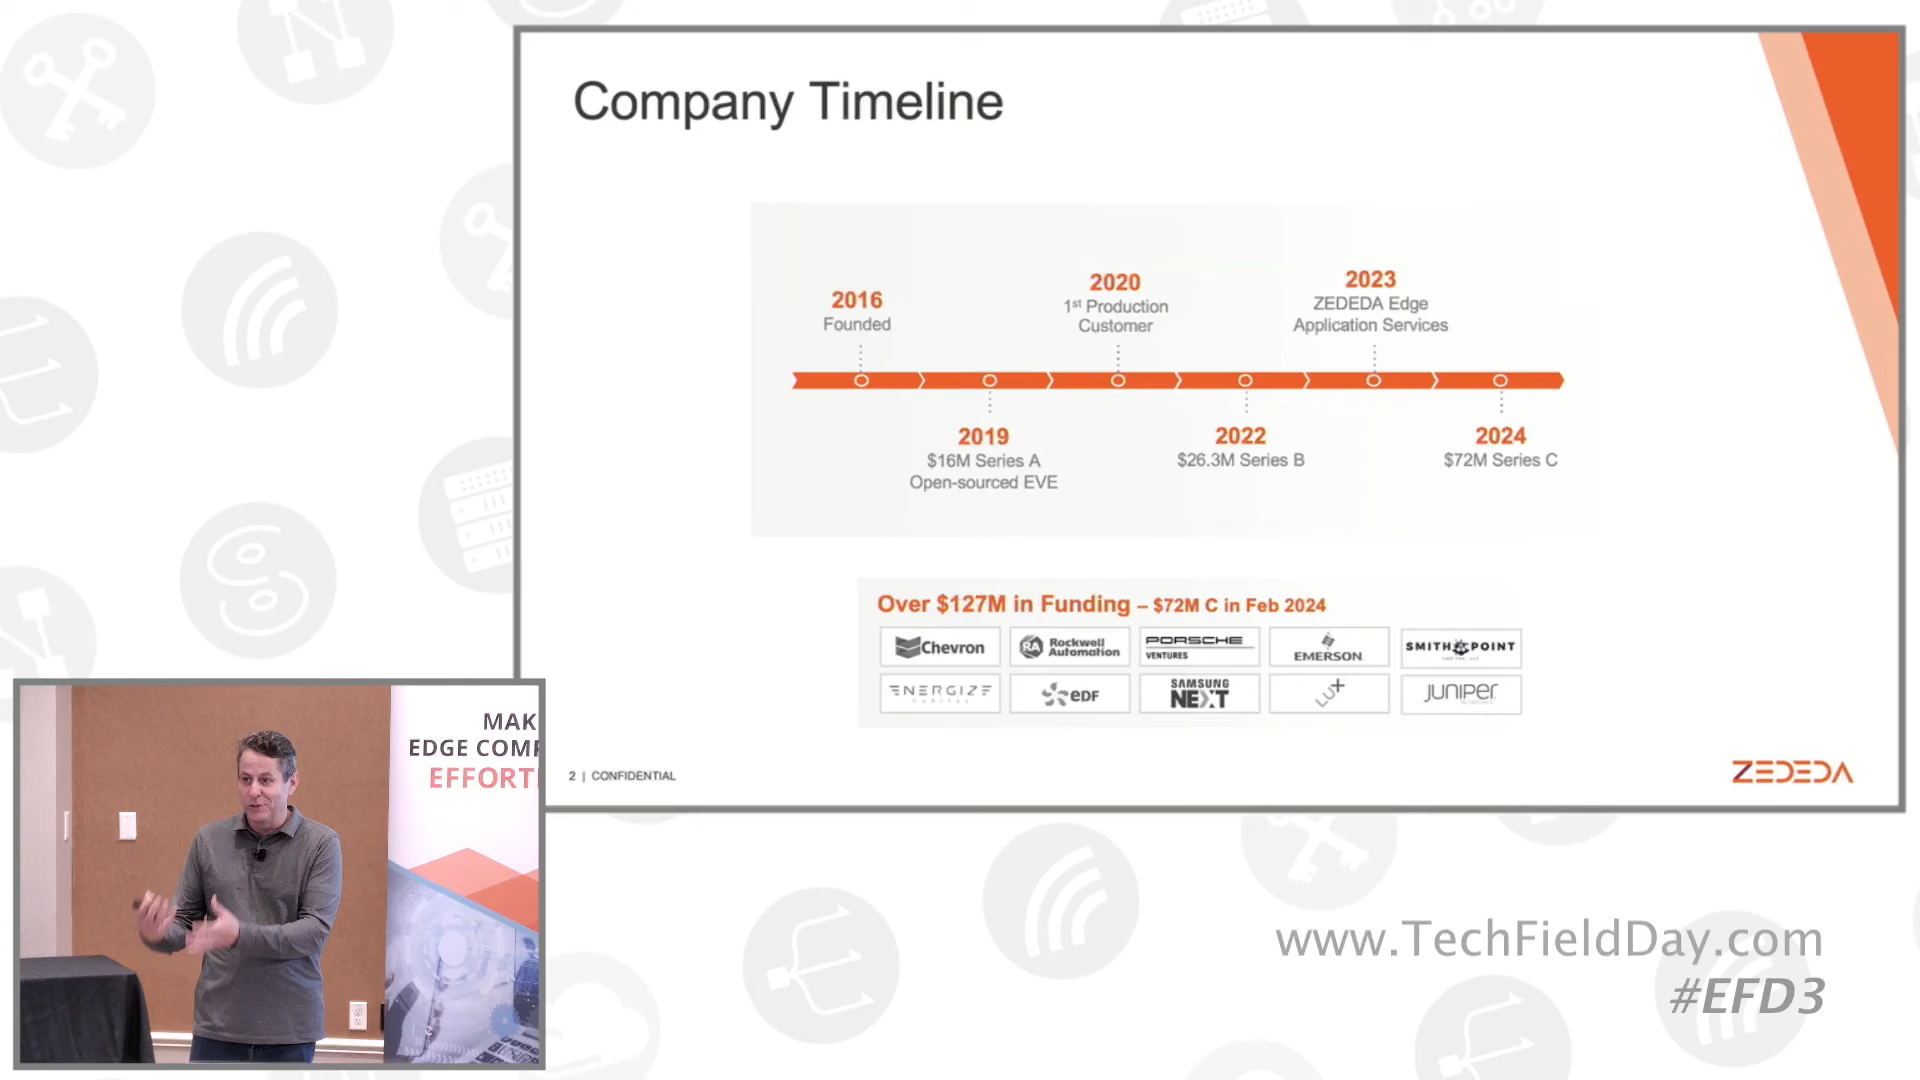 Company Timeline
2016
Founded
2020
1st Production
Customer
2023
ZEDEDA Edge
Application Services
2019
$16M Series A
Open-sourced EVE
2022
$26.3M Series B
2024
$72M Series C
Over $127M in Funding – $72M C in Feb 2024
Chevron
RA Rockwell
Automation
PORSCHE
VENTURES
EMERSON
SMITH POINT
ENERGIZE
CAPITAL
eDF
SAMSUNG
NEXT
LU+
JUNIPER
2 | CONFIDENTIAL
ZEDEDA
MAK
EDGE COMP
EFFORT
www.TechFieldDay.com
#EFD3